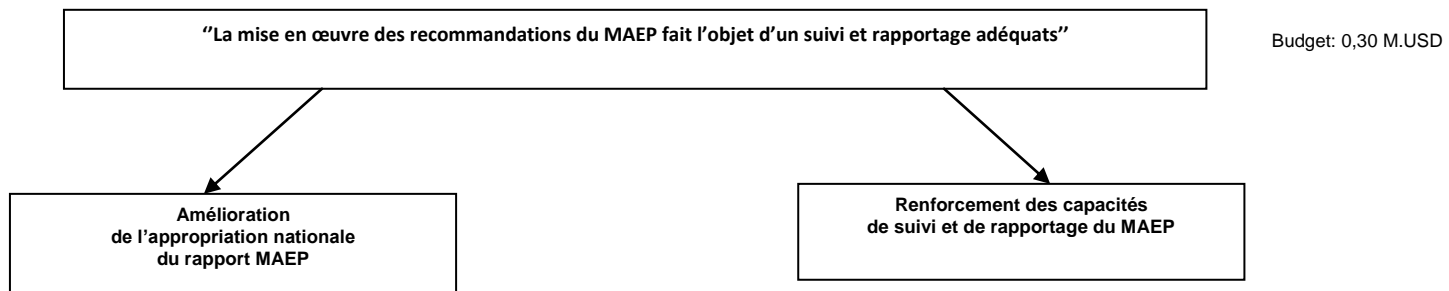 ‘’La mise en œuvre des recommandations du MAEP fait l’objet d’un suivi et rapportage adéquats’’
Budget: 0,30 M.USD
Amélioration
de l’appropriation nationale
du rapport MAEP
Renforcement des capacités
de suivi et de rapportage du MAEP